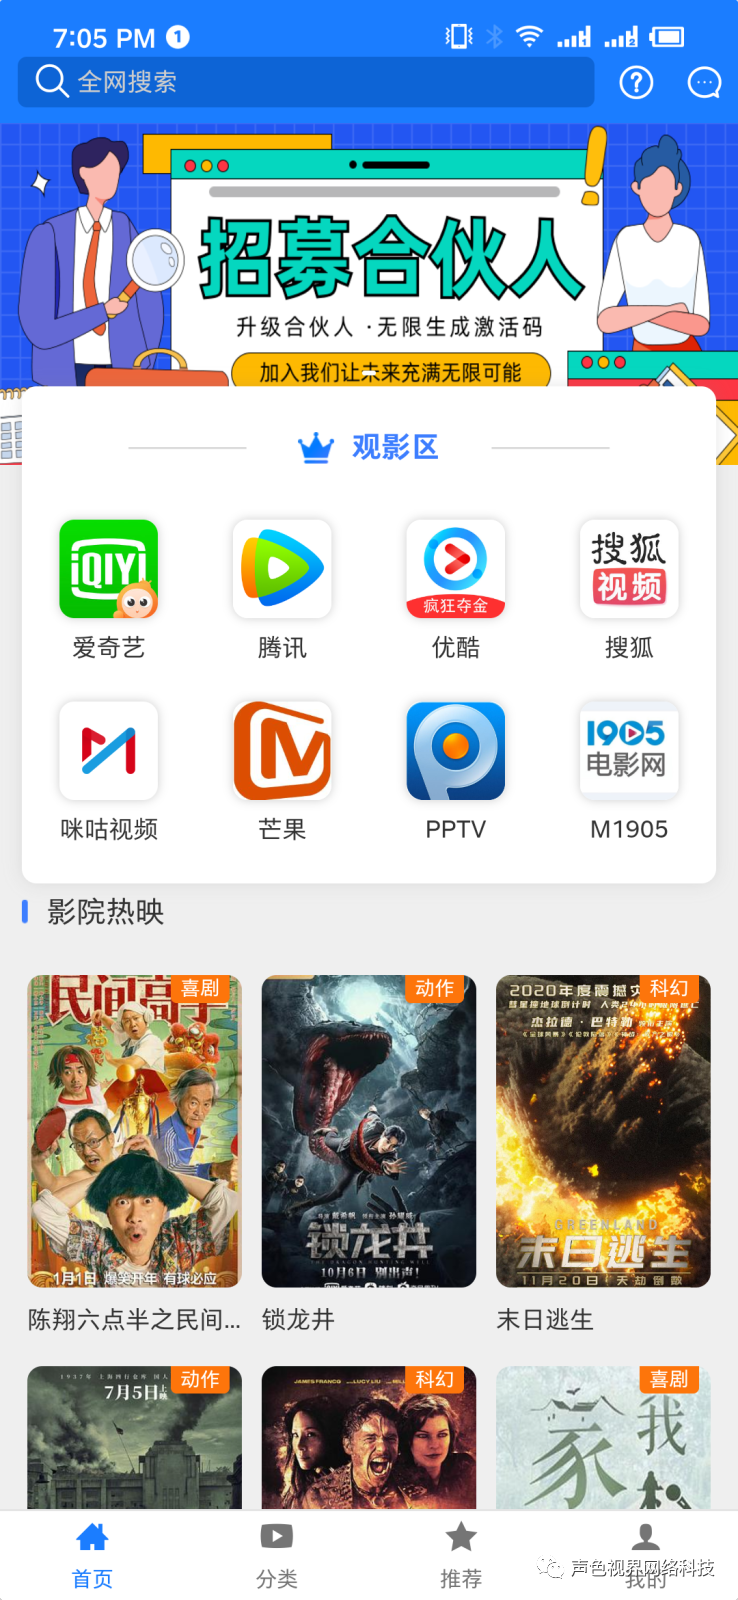 7:05 PM 1
全网搜索
招募合伙人
升级合伙人 ·无限生成激活码
加入我们让未来充满无限可能
观影区
iQIYI
疯狂夺金
搜狐
视频
爱奇艺 腾讯 优酷 搜狐
1905
电影网
咪咕视频 芒果 PPTV M1905
影院热映
喜剧 动作 科幻
民间高手
2020年度震撼
杰拉德·巴特勒
GREENLAND
锁龙井
末日逃生
1月1日 爆笑开年 有球必应
10月6日 别出声!
11月20日·天劫倒数
陈翔六点半之民间... 锁龙井 末日逃生
动作 科幻 喜剧
7月5日上映
JAMES FRANCO LUCY LIU
我
家
首页 分类 推荐 我的
声色视界网络科技